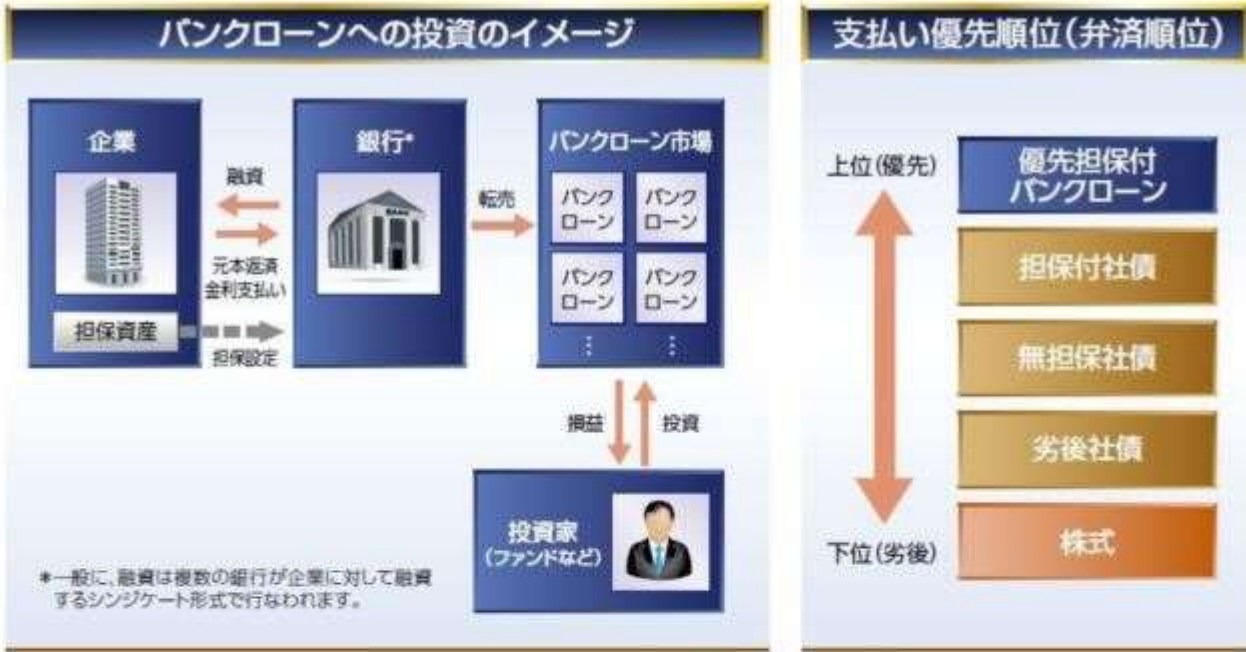 バンクローンへの投資のイメージ
企業
融資
元本返済
金利支払い
担保資産
担保設定
銀行*
BANK
転売
バンクローン市場
バンク
ローン
バンク
ローン
バンク
ローン
バンク
ローン
⋮
⋮
損益
投資
投資家
(ファンドなど)
*一般に、融資は複数の銀行が企業に対して融資
するシンジケート形式で行なわれます。
支払い優先順位(弁済順位)
上位(優先)
下位(劣後)
優先担保付
バンクローン
担保付社債
無担保社債
劣後社債
株式